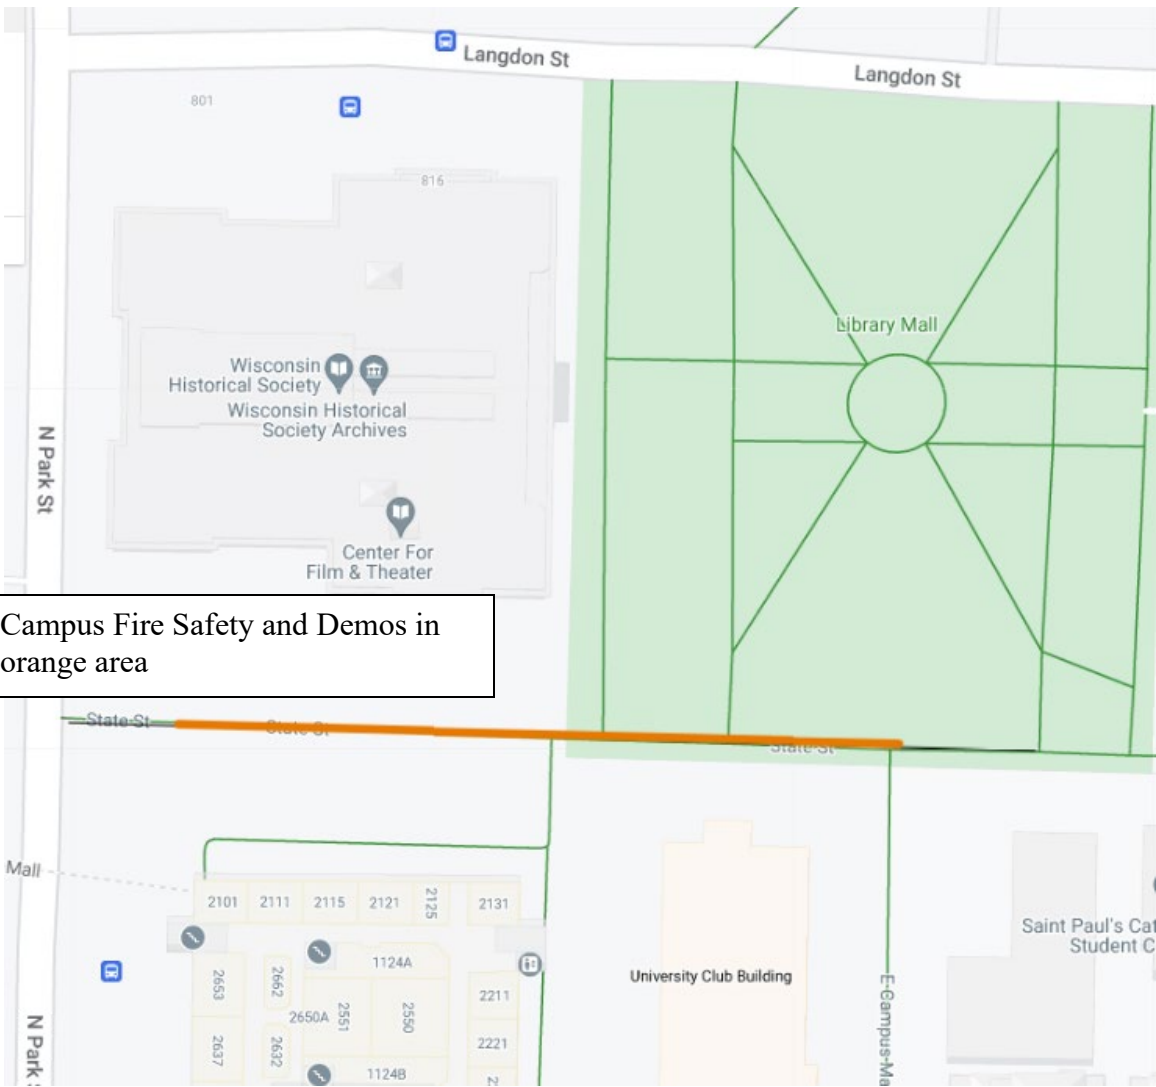 Langdon St
Langdon St
801
816
Library Mall
Wisconsin
Historical Society
Wisconsin Historical
Society Archives
N Park St
Center For
Film & Theater
Campus Fire Safety and Demos in
orange area
State St
State St
State St
Mall
2101
2111
2115
2121
2125
2131
Saint Paul's Cat
Student C
1124A
University Club Building
2653
2662
2211
2650A
2551
2550
E Campus Ma
N Park S
2637
2632
2221
1124B